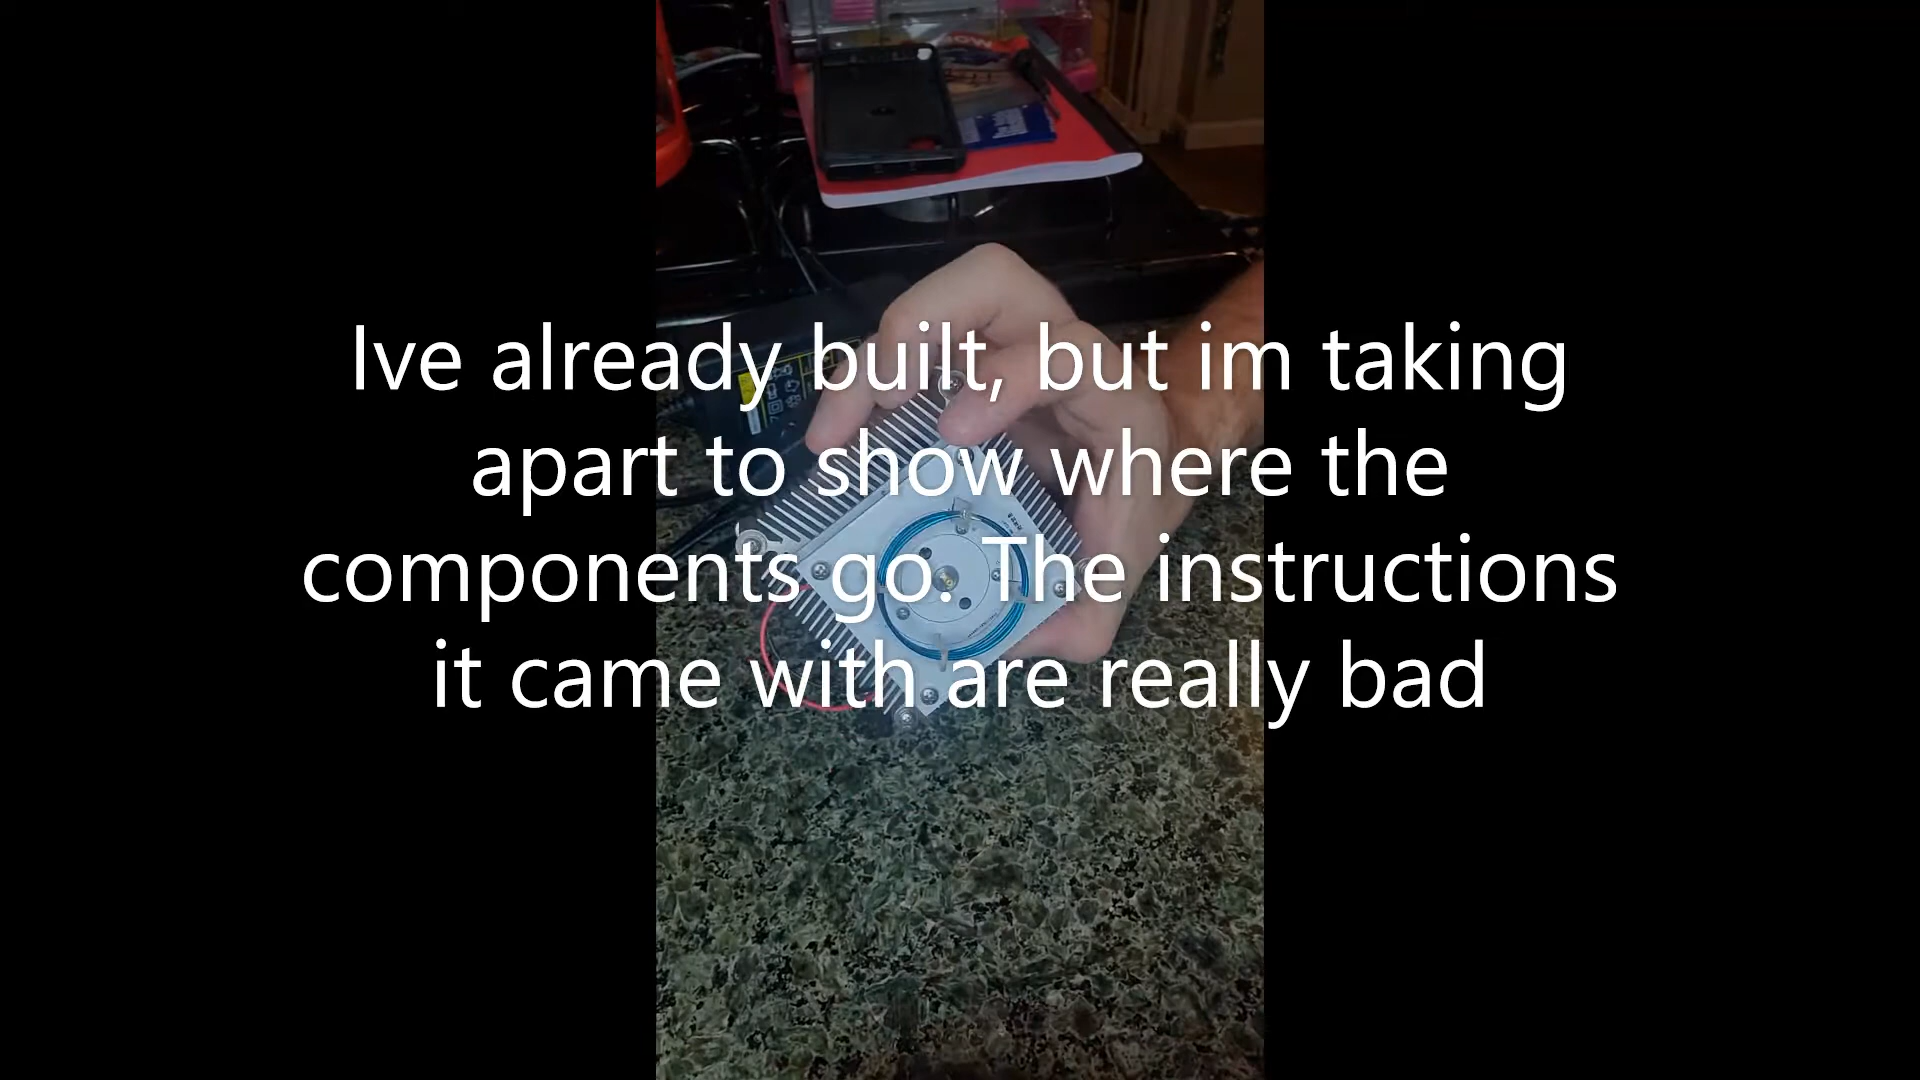 Ive already built, but im taking
apart to show where the
components go. The instructions
it came with are really bad